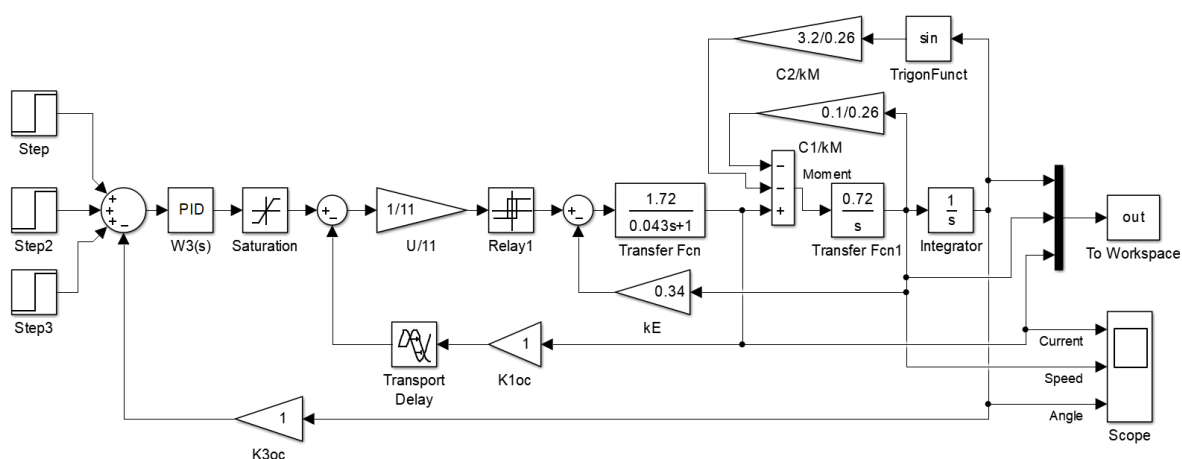 3.2/0.26
sin
C2/kM
TrigonFunct
0.1/0.26
Step
C1/kM
Moment
+
+
+
−
PID
+
−
1/11
+
−
1.72
0.043s+1
−
−
+
0.72
s
1
s
out
Step2
W3(s)
Saturation
U/11
Relay1
Transfer Fcn
Transfer Fcn1
Integrator
To Workspace
0.34
Step3
kE
1
Current
Transport
Delay
K1oc
Speed
1
Angle
K3oc
Scope